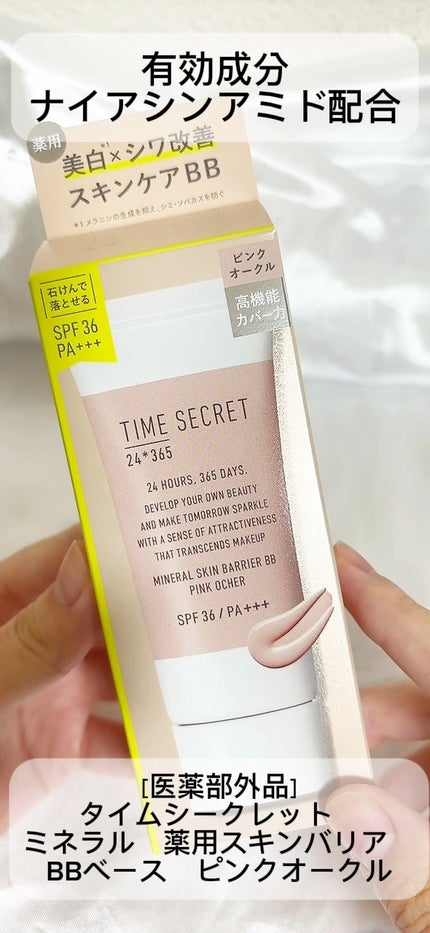 有効成分
ナイアシンアミド配合
薬用
美白*1×シワ改善
スキンケアBB
*1メラニンの生成を抑え、シミ・ソバカスを防ぐ
石けんで
落とせる
SPF36
PA+++
ピンク
オークル
高機能
カバー力
TIME SECRET
24*365
24 HOURS, 365 DAYS.
DEVELOP YOUR OWN BEAUTY
AND MAKE TOMORROW SPARKLE
WITH A SENSE OF ATTRACTIVENESS
THAT TRANSCENDS MAKEUP
MINERAL SKIN BARRIER BB
PINK OCHER
SPF 36 / PA+++
[医薬部外品]
タイムシークレット
ミネラル 薬用スキンバリア
BBベース ピンクオークル